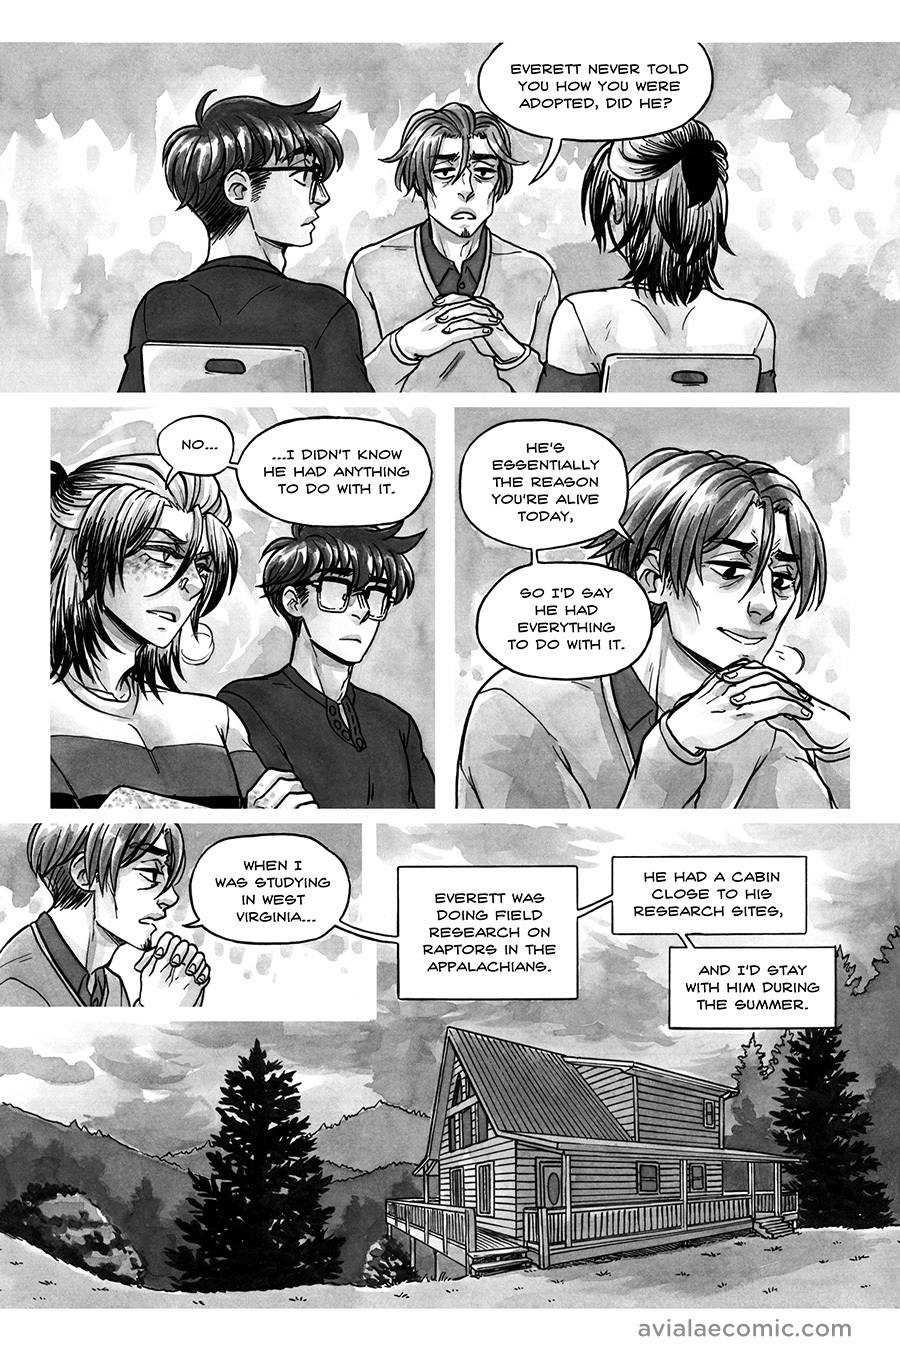 EVERETT NEVER TOLD
YOU HOW YOU WERE
ADOPTED, DID HE?
NO...
...I DIDN'T KNOW
HE HAD ANYTHING
TO DO WITH IT.
HE'S
ESSENTIALLY
THE REASON
YOU'RE ALIVE
TODAY,
SO I'D SAY
HE HAD
EVERYTHING
TO DO WITH IT.
WHEN I
WAS STUDYING
IN WEST
VIRGINIA...
EVERETT WAS
DOING FIELD
RESEARCH ON
RAPTORS IN THE
APPALACHIANS.
HE HAD A CABIN
CLOSE TO HIS
RESEARCH SITES,
AND I'D STAY
WITH HIM DURING
THE SUMMER.
avialaecomic.com